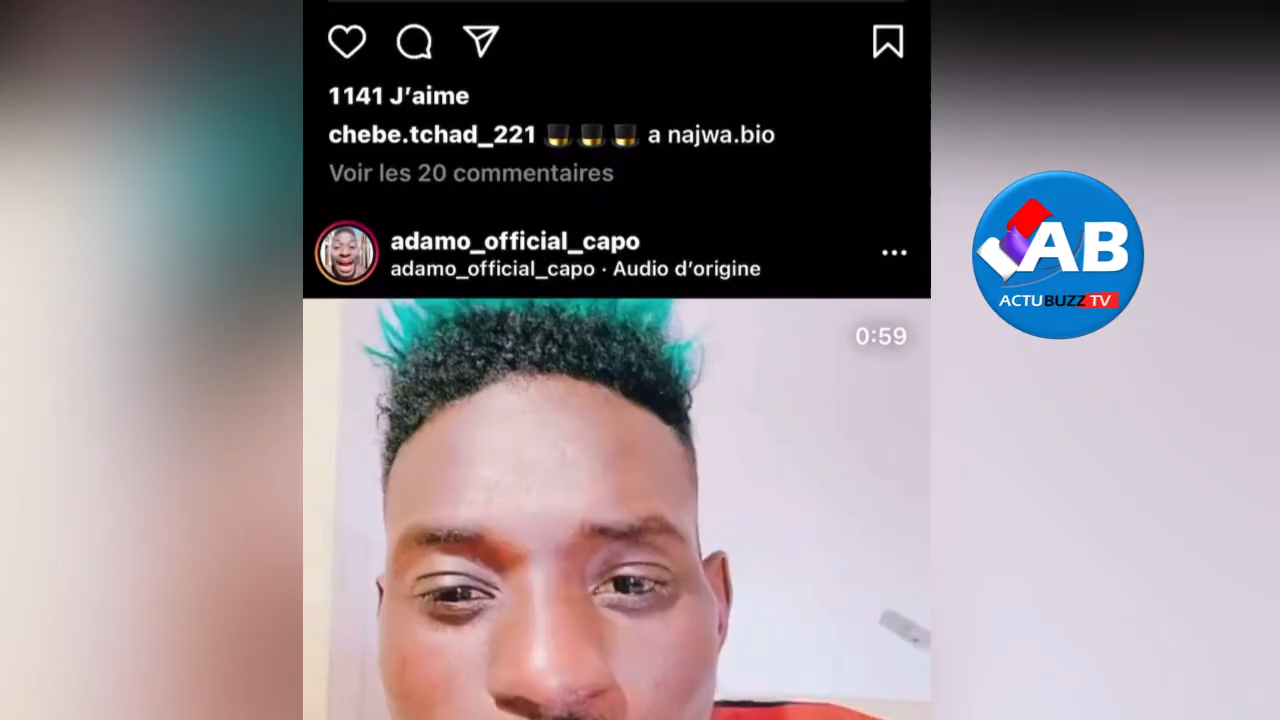 1141 J’aime
chebe.tchad_221 🎩🎩🎩 a najwa.bio
Voir les 20 commentaires
adamo_official_capo
adamo_official_capo · Audio d’origine
0:59
AB
ACTUBUZZ TV